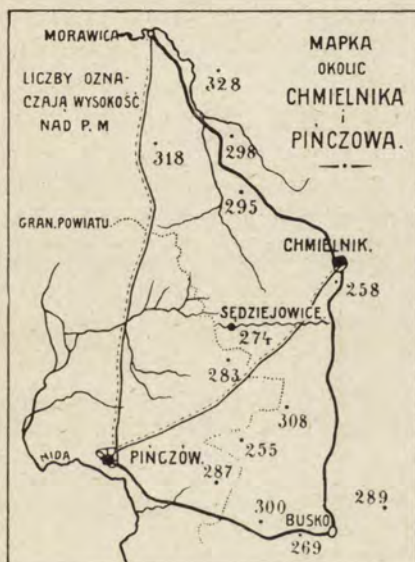 MORAWICA
MAPKA
OKOLIC
CHMIELNIKA
i
PIŃCZOWA.
LICZBY OZNA-
CZAJĄ WYSOKOŚĆ
NAD P. M
328
318
298
295
GRAN. POWIATU.
CHMIELNIK.
258
SĘDZIEJOWICE
274
283
308
255
NIDA
PIŃCZÓW.
287
300
289
BUSKO
269